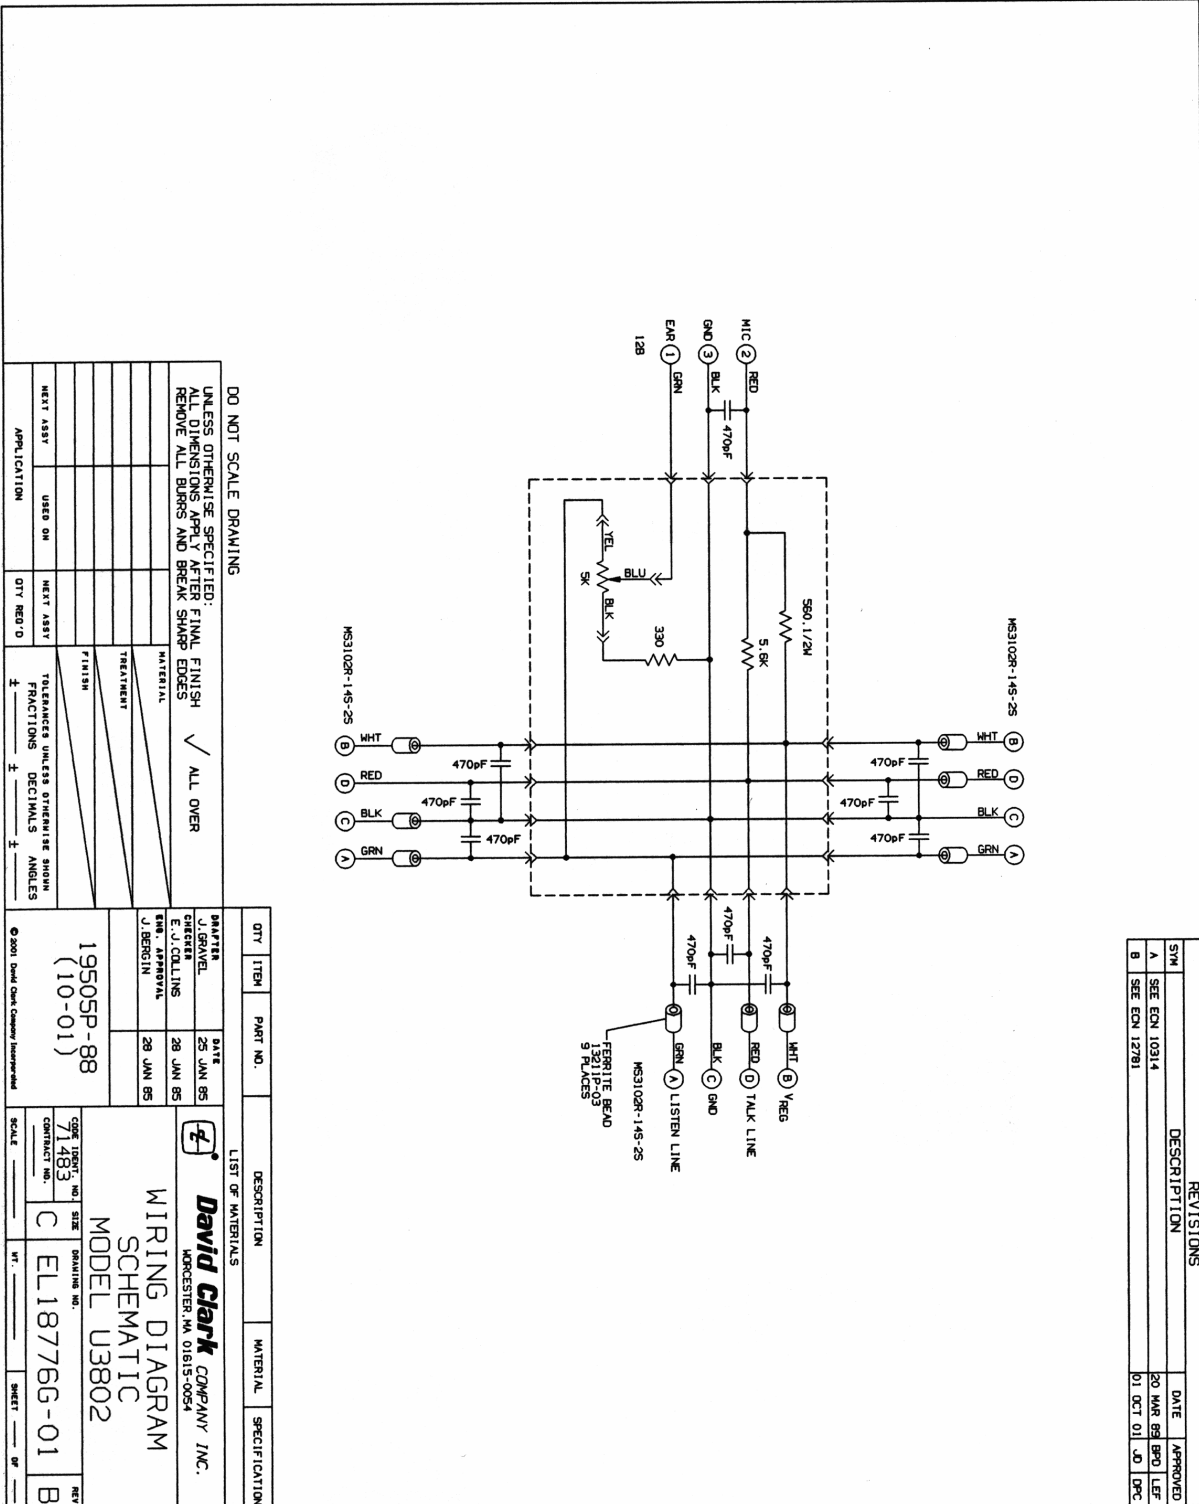 REVISIONS
SYM DESCRIPTION DATE APPROVED
A SEE ECN 10314 20 MAR 89 BPD LEF
B SEE ECN 12781 01 OCT 01 JD DPC
MS3102R-14S-2S
B WHT
D RED
C BLK
A GRN
470pF
470pF
470pF
MIC 2 RED
GND 3 BLK
EAR 1 GRN
12B
470pF
560.1/2W
5.6K
330
BLU
YEL
5K
BLK
WHT B VREG
RED D TALK LINE
BLK C GND
GRN A LISTEN LINE
470pF
470pF
470pF
MS3102R-14S-2S
FERRITE BEAD
13211P-03
9 PLACES
MS3102R-14S-2S
B WHT
D RED
C BLK
A GRN
470pF
470pF
470pF
DO NOT SCALE DRAWING
UNLESS OTHERWISE SPECIFIED:
ALL DIMENSIONS APPLY AFTER FINAL FINISH
REMOVE ALL BURRS AND BREAK SHARP EDGES
√ ALL OVER
MATERIAL
TREATMENT
FINISH
TOLERANCES UNLESS OTHERWISE SHOWN
FRACTIONS DECIMALS ANGLES
± ± ±
NEXT ASSY USED ON NEXT ASSY
APPLICATION QTY REQ'D
QTY ITEM PART NO. DESCRIPTION MATERIAL SPECIFICATION
LIST OF MATERIALS
DRAFTER DATE
J.GRAVEL 25 JAN 85
CHECKER
E.J.COLLINS 28 JAN 85
ENG. APPROVAL
J.BERGIN 28 JAN 85
19505P-88
(10-01)
© 2001 David Clark Company Incorporated
David Clark COMPANY INC.
WORCESTER,MA 01615-0054
WIRING DIAGRAM
SCHEMATIC
MODEL U3802
CODE IDENT. NO. SIZE DRAWING NO. REV
71483 C EL18776G-01 B
CONTRACT NO.
SCALE WT. SHEET OF